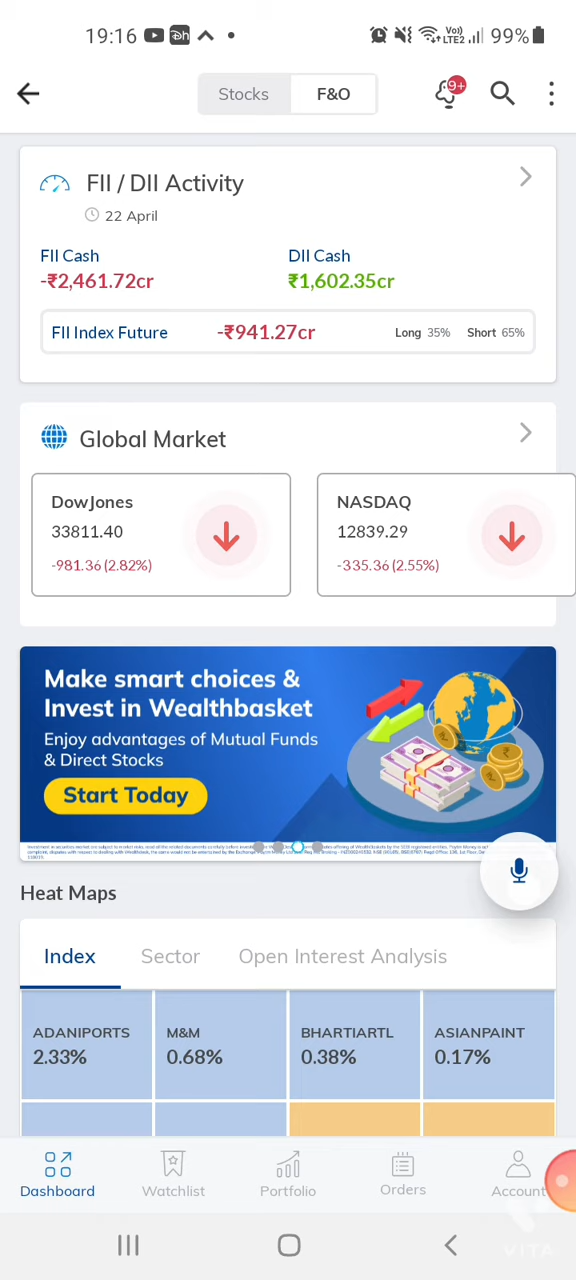 19:16
Vo))
LTE2
99%
Stocks
F&O
9+
FII / DII Activity
22 April
FII Cash
DII Cash
-₹2,461.72cr
₹1,602.35cr
FII Index Future -₹941.27cr Long 35% Short 65%
Global Market
DowJones
33811.40
-981.36 (2.82%)
NASDAQ
12839.29
-335.36 (2.55%)
Make smart choices &
Invest in Wealthbasket
Enjoy advantages of Mutual Funds
& Direct Stocks
Start Today
Heat Maps
Index Sector Open Interest Analysis
ADANIPORTS
2.33%
M&M
0.68%
BHARTIARTL
0.38%
ASIANPAINT
0.17%
Dashboard Watchlist Portfolio Orders Account
VITA